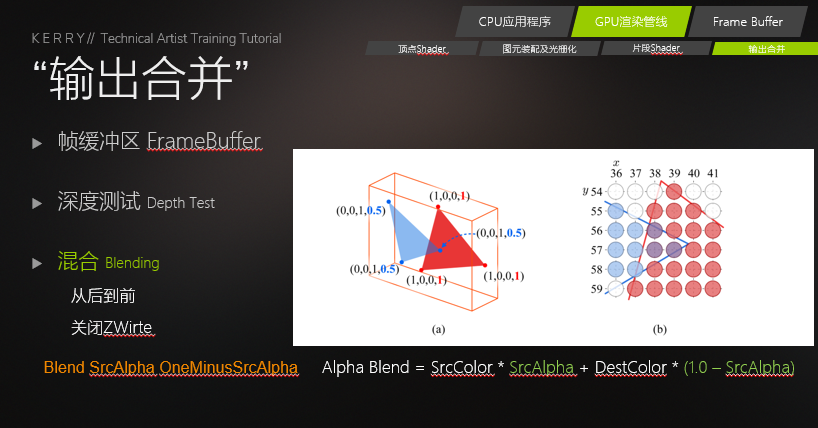 CPU应用程序 GPU渲染管线 Frame Buffer
KERRY// Technical Artist Training Tutorial
顶点Shader 图元装配及光栅化 片段Shader 输出合并
“输出合并”
帧缓冲区 FrameBuffer
深度测试 Depth Test
混合 Blending
从后到前
关闭ZWirte
(1,0,0,1)
(0,0,1,0.5)
(0,0,1,0.5)
(0,0,1,0.5)
(1,0,0,1)
(1,0,0,1)
(a)
x
36 37 38 39 40 41
y 54
55
56
57
58
59
(b)
Blend SrcAlpha OneMinusSrcAlpha
Alpha Blend = SrcColor * SrcAlpha + DestColor * (1.0 – SrcAlpha)